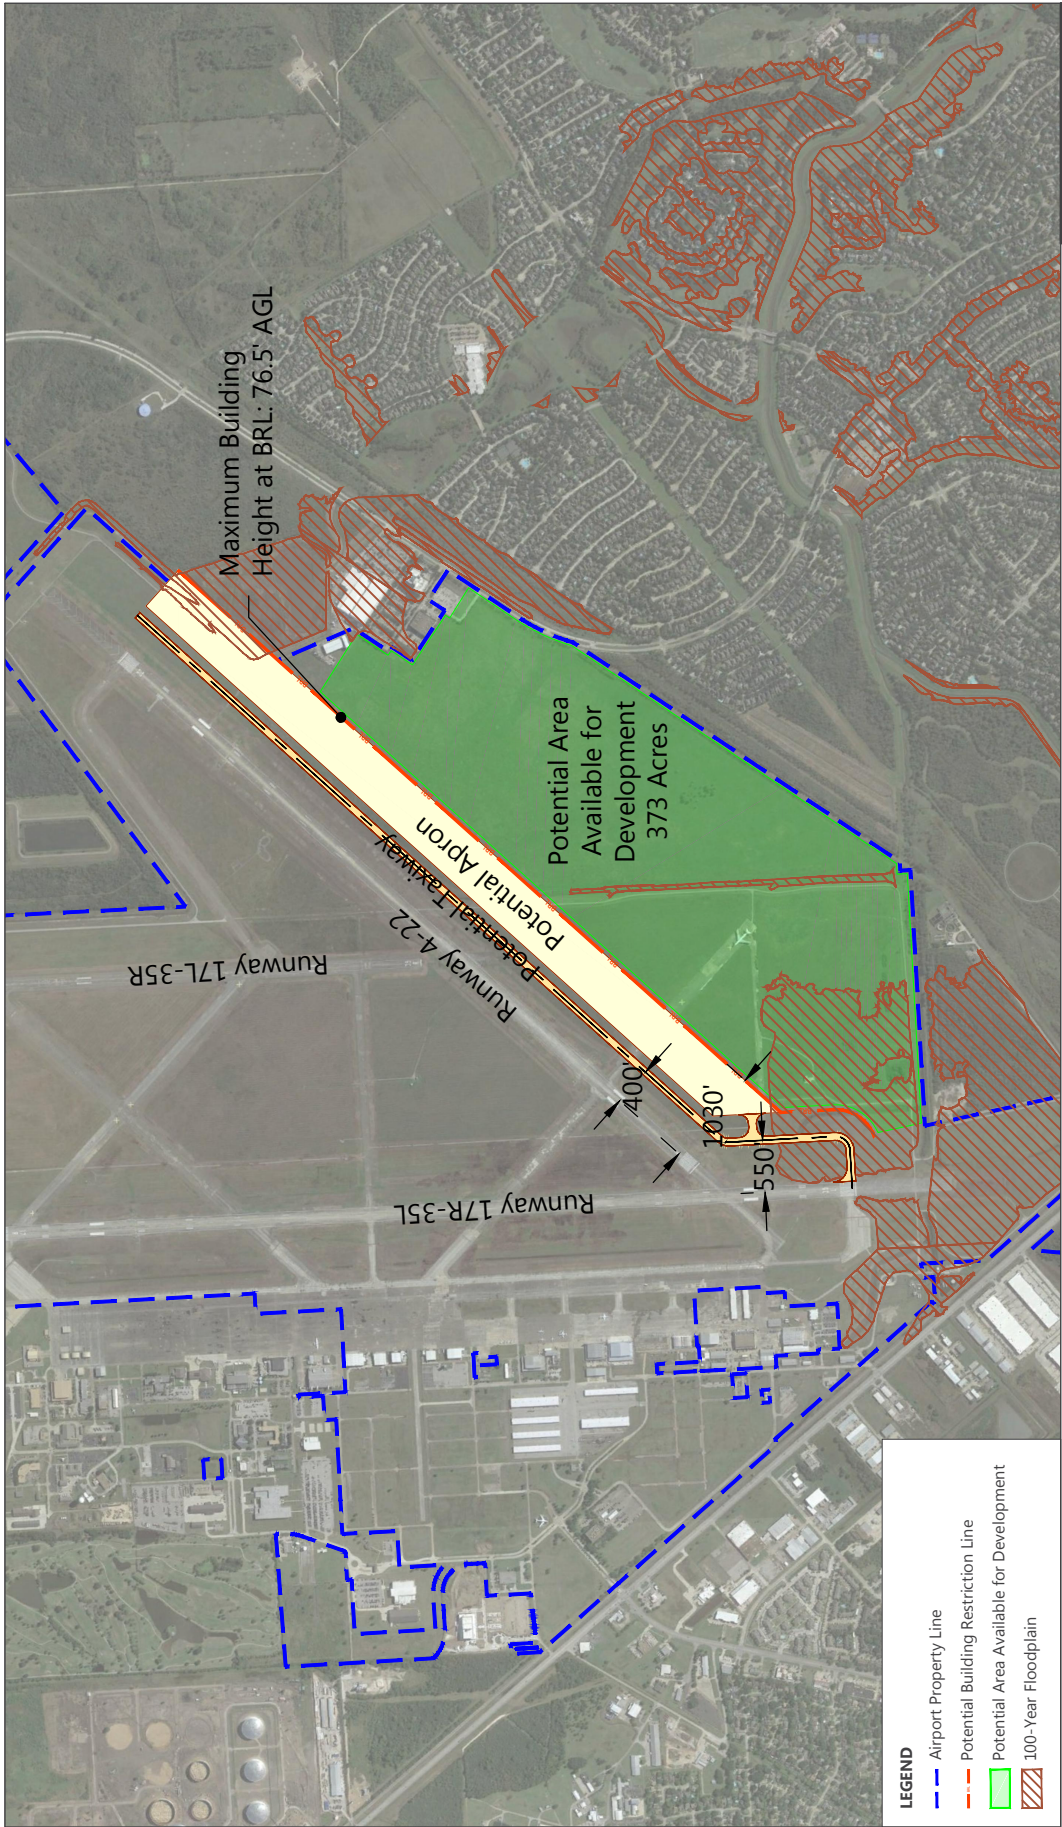 Maximum Building
Height at BRL: 76.5' AGL
Potential Area
Available for
Development
373 Acres
Potential Apron
Potential Taxiway
Runway 4-22
Runway 17L-35R
Runway 17R-35L
400'
1030'
550'
LEGEND
Airport Property Line
Potential Building Restriction Line
Potential Area Available for Development
100-Year Floodplain